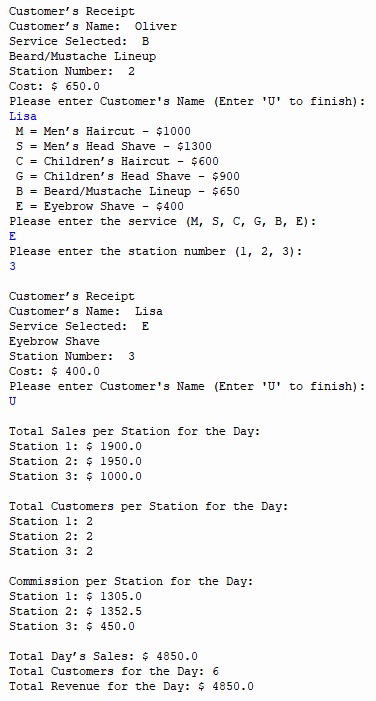 Customer’s Receipt
Customer’s Name:  Oliver
Service Selected:  B
Beard/Mustache Lineup
Station Number:  2
Cost: $ 650.0
Please enter Customer's Name (Enter 'U' to finish):
Lisa
M = Men’s Haircut – $1000
S = Men’s Head Shave – $1300
C = Children’s Haircut – $600
G = Children’s Head Shave – $900
B = Beard/Mustache Lineup – $650
E = Eyebrow Shave – $400
Please enter the service (M, S, C, G, B, E):
E
Please enter the station number (1, 2, 3):
3
Customer’s Receipt
Customer’s Name:  Lisa
Service Selected:  E
Eyebrow Shave
Station Number:  3
Cost: $ 400.0
Please enter Customer's Name (Enter 'U' to finish):
U
Total Sales per Station for the Day:
Station 1: $ 1900.0
Station 2: $ 1950.0
Station 3: $ 1000.0
Total Customers per Station for the Day:
Station 1: 2
Station 2: 2
Station 3: 2
Commission per Station for the Day:
Station 1: $ 1305.0
Station 2: $ 1352.5
Station 3: $ 450.0
Total Day’s Sales: $ 4850.0
Total Customers for the Day: 6
Total Revenue for the Day: $ 4850.0